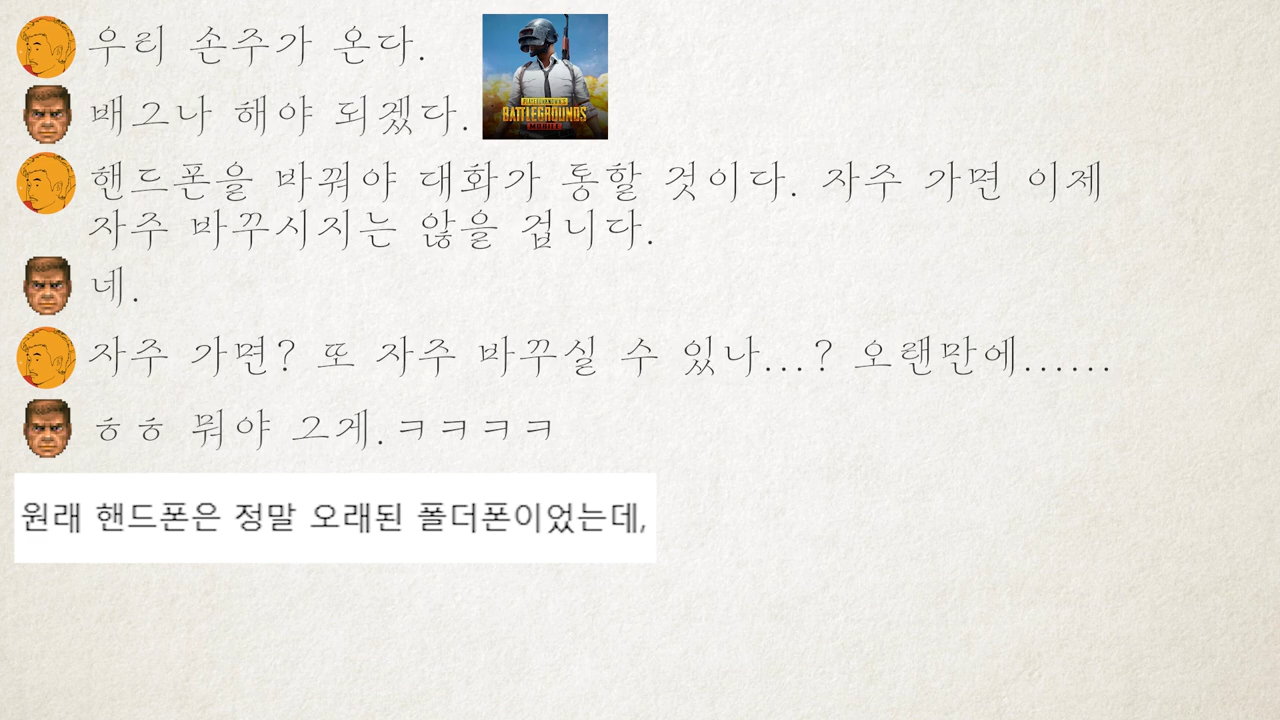 우리 손주가 온다.
배그나 해야 되겠다.
BATTLEGROUNDS
MOBILE
핸드폰을 바꿔야 대화가 통할 것이다. 자주 가면 이제
자주 바꾸시지는 않을 겁니다.
네.
자주 가면? 또 자주 바꾸실 수 있나...? 오랜만에......
ㅎㅎ 뭐야 그게.ㅋㅋㅋㅋ
원래 핸드폰은 정말 오래된 폴더폰이었는데,